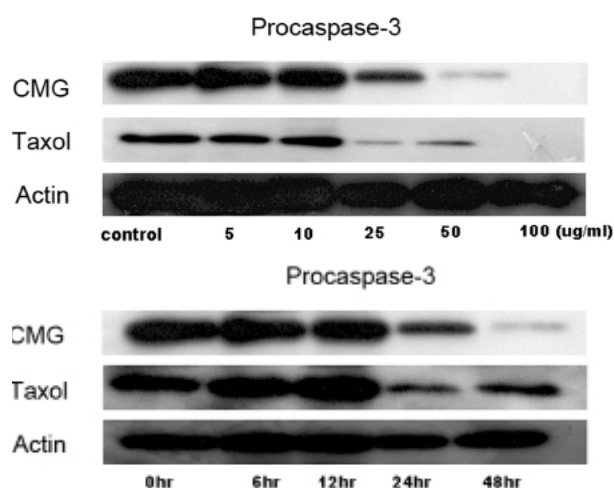 Procaspase-3
CMG
Taxol
Actin
control 5 10 25 50 100 (ug/ml)
Procaspase-3
CMG
Taxol
Actin
0hr 6hr 12hr 24hr 48hr